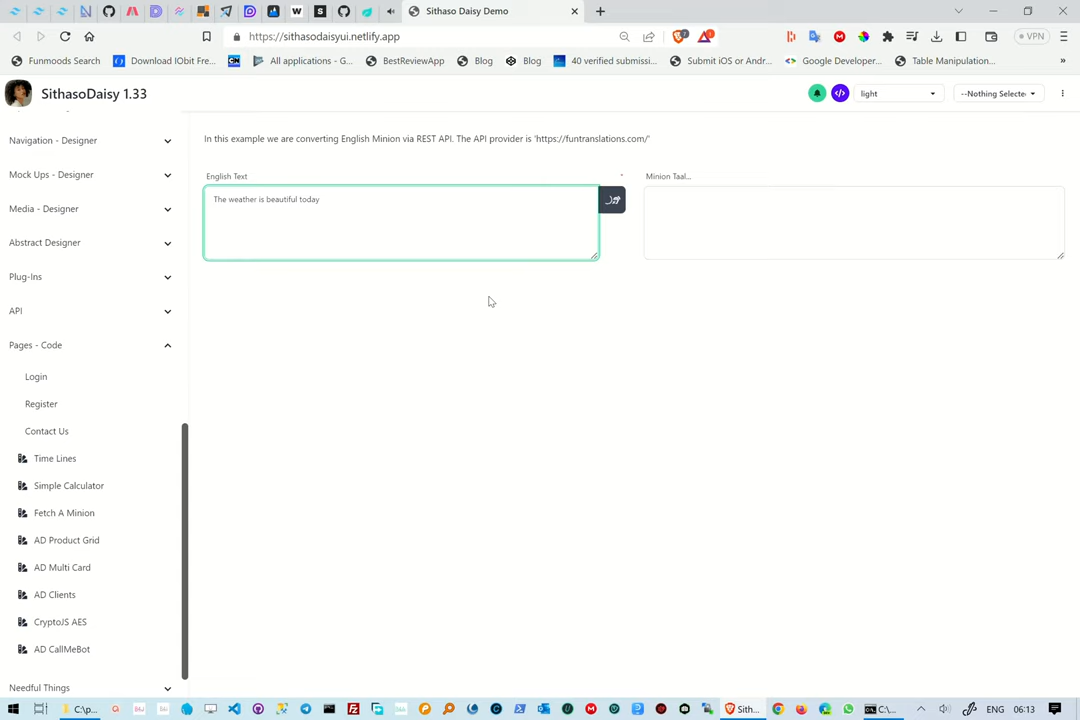 Sithaso Daisy Demo
https://sithasodaisyui.netlify.app
VPN
Funmoods Search
Download IObit Fre...
All applications - G...
BestReviewApp
Blog
Blog
40 verified submissi...
Submit iOS or Andr...
Google Developer...
Table Manipulation...
»
SithasoDaisy 1.33
light
--Nothing Selecte
Navigation - Designer
Mock Ups - Designer
Media - Designer
Abstract Designer
Plug-Ins
API
Pages - Code
Login
Register
Contact Us
Time Lines
Simple Calculator
Fetch A Minion
AD Product Grid
AD Multi Card
AD Clients
CryptoJS AES
AD CallMeBot
Needful Things
In this example we are converting English Minion via REST API. The API provider is 'https://funtranslations.com/'
English Text
The weather is beautiful today
Minion Taal...
C:\p...
Sith...
C:\...
ENG
06:13